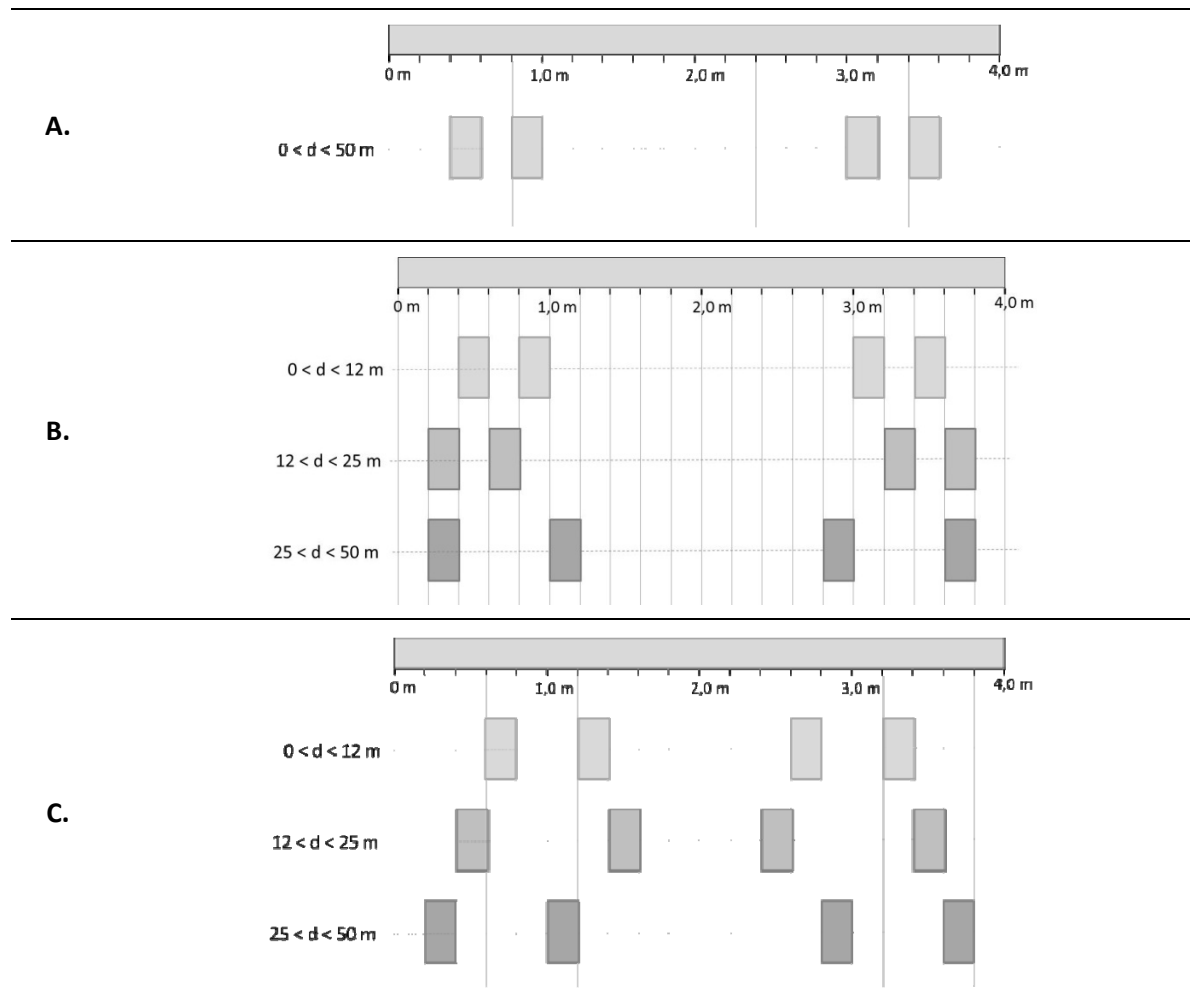 0 m 1,0 m 2,0 m 3,0 m 4,0 m
A.
0 < d < 50 m
0 m 1,0 m 2,0 m 3,0 m 4,0 m
0 < d < 12 m
B.
12 < d < 25 m
25 < d < 50 m
0 m 1,0 m 2,0 m 3,0 m 4,0 m
0 < d < 12 m
C.
12 < d < 25 m
25 < d < 50 m